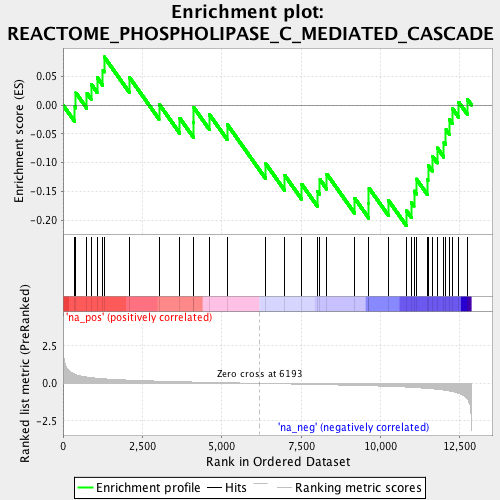 Enrichment plot:
REACTOME_PHOSPHOLIPASE_C_MEDIATED_CASCADE
Enrichment score (ES)
0.05
0.00
-0.05
-0.10
-0.15
-0.20
'na_pos' (positively correlated)
Ranked list metric (PreRanked)
2.5
0.0
-2.5
Zero cross at 6193
'na_neg' (negatively correlated)
0
2,500
5,000
7,500
10,000
12,500
Rank in Ordered Dataset
Enrichment profile
Hits
Ranking metric scores